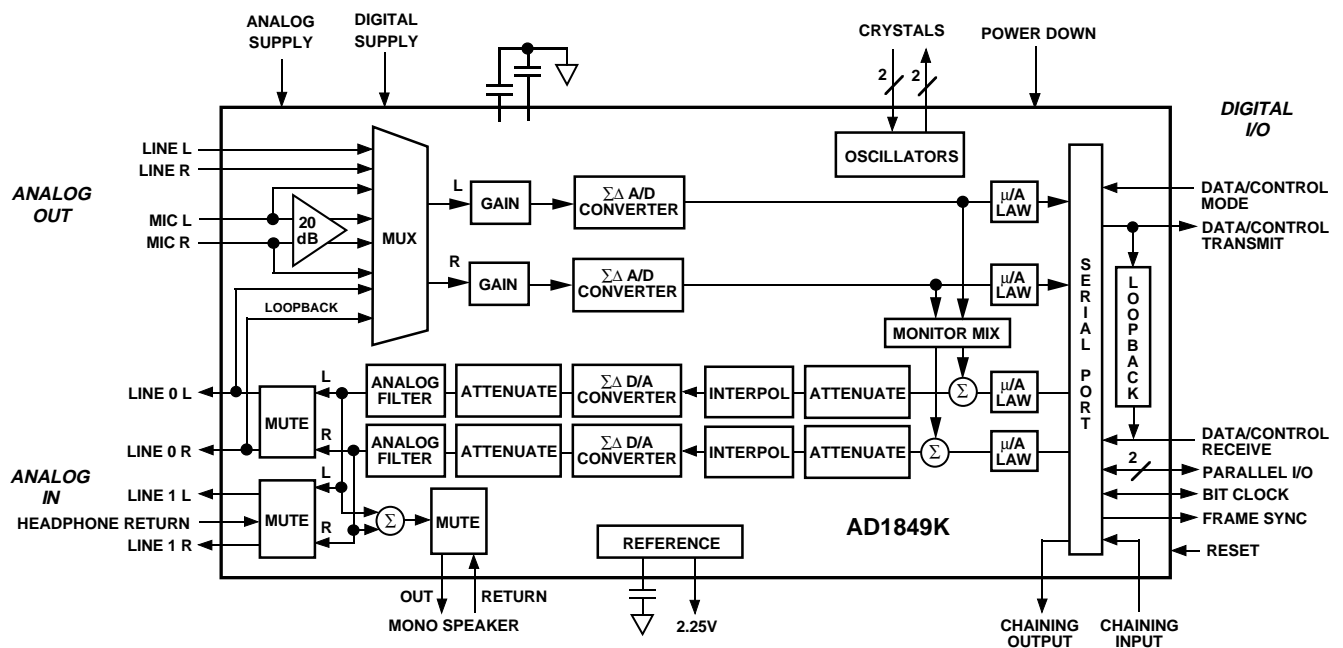 ANALOG
SUPPLY
DIGITAL
SUPPLY
CRYSTALS
POWER DOWN
2
2
DIGITAL
I/O
LINE L
LINE R
OSCILLATORS
ANALOG
OUT
MIC L
MIC R
20
dB
MUX
L
GAIN
ΣΔ A/D
CONVERTER
μ/A
LAW
DATA/CONTROL
MODE
DATA/CONTROL
TRANSMIT
R
GAIN
ΣΔ A/D
CONVERTER
μ/A
LAW
SERIAL PORT
LOOPBACK
LOOPBACK
MONITOR MIX
LINE 0 L
MUTE
L
ANALOG
FILTER
ATTENUATE
ΣΔ D/A
CONVERTER
INTERPOL
ATTENUATE
Σ
μ/A
LAW
LINE 0 R
R
ANALOG
FILTER
ATTENUATE
ΣΔ D/A
CONVERTER
INTERPOL
ATTENUATE
Σ
μ/A
LAW
DATA/CONTROL
RECEIVE
2
PARALLEL I/O
BIT CLOCK
FRAME SYNC
RESET
ANALOG
IN
LINE 1 L
HEADPHONE RETURN
LINE 1 R
MUTE
L
R
Σ
MUTE
REFERENCE
AD1849K
OUT
RETURN
MONO SPEAKER
2.25V
CHAINING
OUTPUT
CHAINING
INPUT